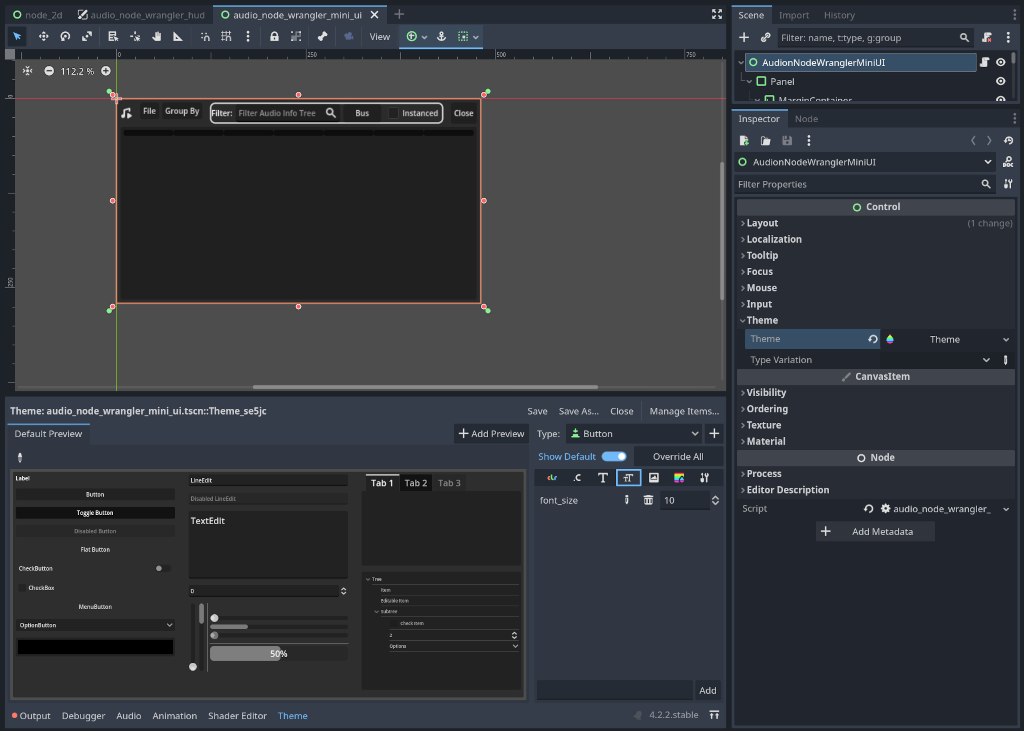 node_2d audio_node_wrangler_hud audio_node_wrangler_mini_ui
View
0 250 500 750
112.2 %
0
250
File Group By Filter: Filter Audio Info Tree Bus Instanced Close
Theme: audio_node_wrangler_mini_ui.tscn::Theme_se5jc Save Save As... Close Manage Items...
Default Preview Add Preview Type: Button
Show Default Override All
font_size 10
Label
Button
Toggle Button
Disabled Button
Flat Button
CheckButton
CheckBox
MenuButton
OptionButton
LineEdit
Disabled LineEdit
TextEdit
0
50%
Tab 1 Tab 2 Tab 3
Tree
Item
Editable Item
Subtree
Check Item
3
Options
Add
Output Debugger Audio Animation Shader Editor Theme 4.2.2.stable
Scene Import History
Filter: name, t:type, g:group
AudionNodeWranglerMiniUI
Panel
MarginContainer
Inspector Node
AudionNodeWranglerMiniUI
DOC
Filter Properties
Control
Layout (1 change)
Localization
Tooltip
Focus
Mouse
Input
Theme
Theme Theme
Type Variation
CanvasItem
Visibility
Ordering
Texture
Material
Node
Process
Editor Description
Script audio_node_wrangler_
Add Metadata